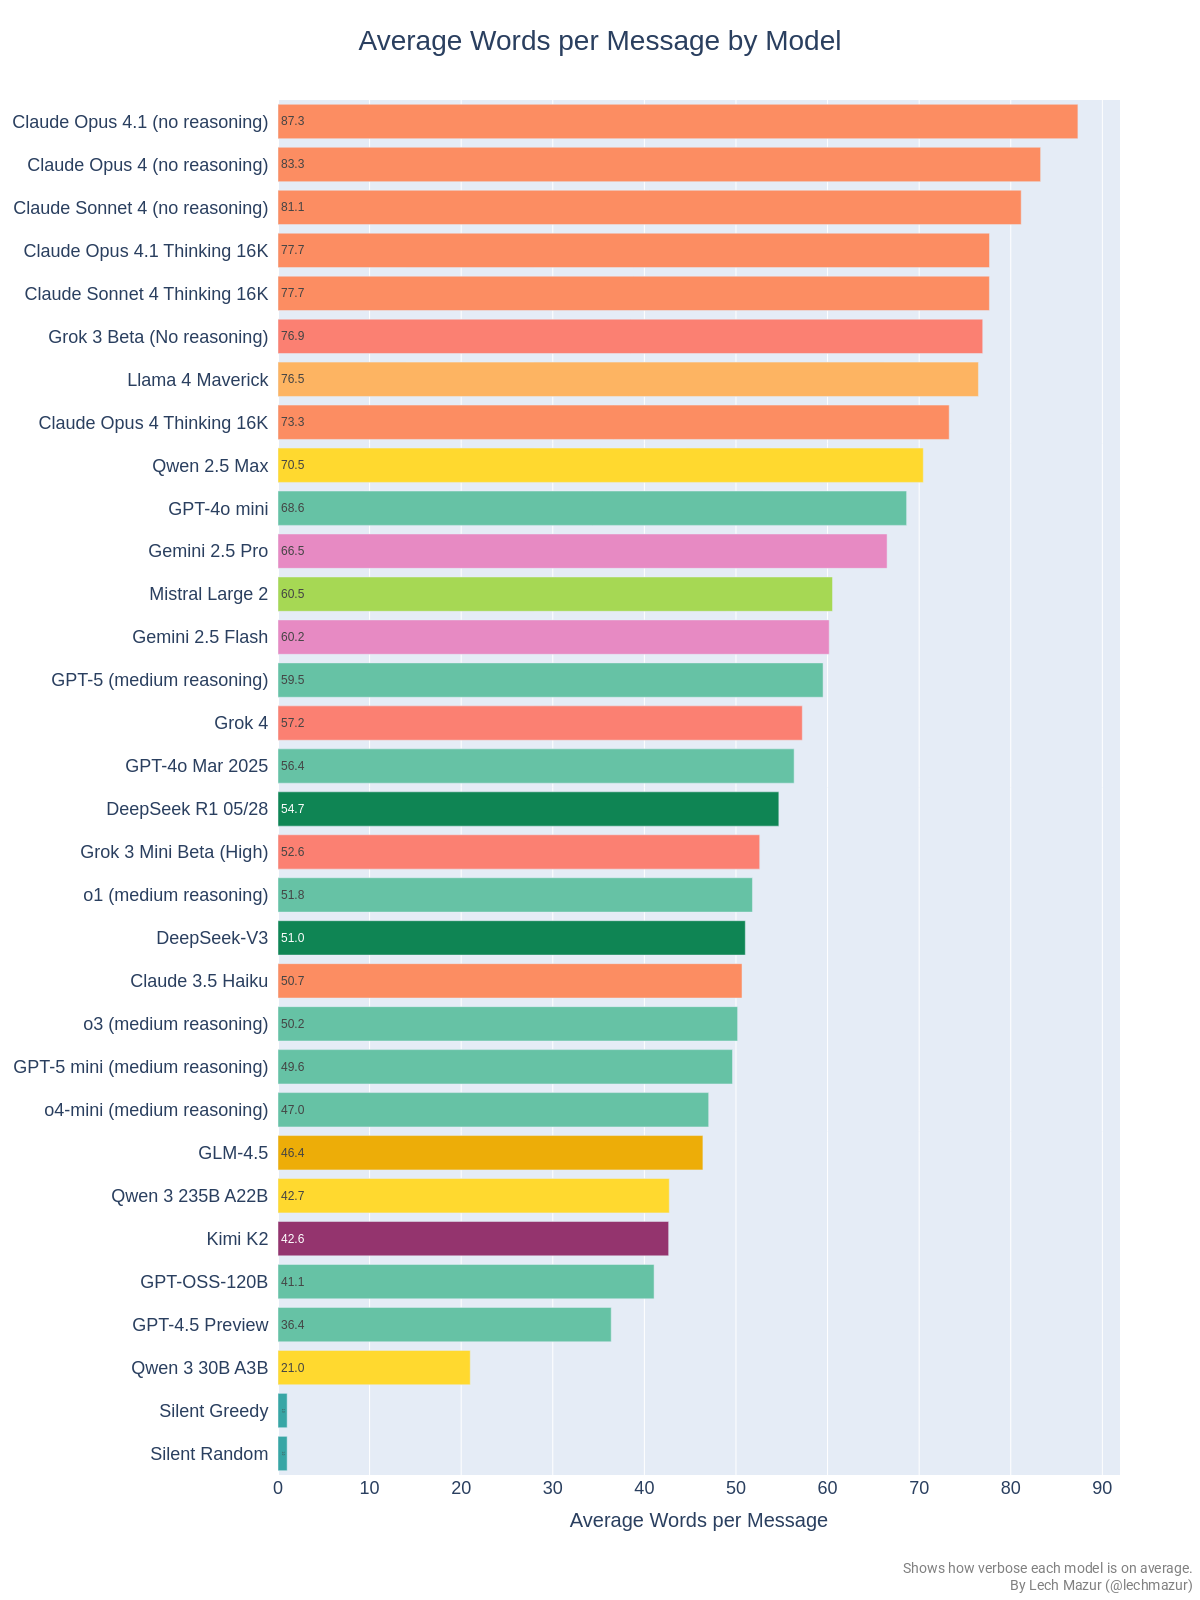 Average Words per Message by Model
Claude Opus 4.1 (no reasoning) 87.3
Claude Opus 4 (no reasoning) 83.3
Claude Sonnet 4 (no reasoning) 81.1
Claude Opus 4.1 Thinking 16K 77.7
Claude Sonnet 4 Thinking 16K 77.7
Grok 3 Beta (No reasoning) 76.9
Llama 4 Maverick 76.5
Claude Opus 4 Thinking 16K 73.3
Qwen 2.5 Max 70.5
GPT-4o mini 68.6
Gemini 2.5 Pro 66.5
Mistral Large 2 60.5
Gemini 2.5 Flash 60.2
GPT-5 (medium reasoning) 59.5
Grok 4 57.2
GPT-4o Mar 2025 56.4
DeepSeek R1 05/28 54.7
Grok 3 Mini Beta (High) 52.6
o1 (medium reasoning) 51.8
DeepSeek-V3 51.0
Claude 3.5 Haiku 50.7
o3 (medium reasoning) 50.2
GPT-5 mini (medium reasoning) 49.6
o4-mini (medium reasoning) 47.0
GLM-4.5 46.4
Qwen 3 235B A22B 42.7
Kimi K2 42.6
GPT-OSS-120B 41.1
GPT-4.5 Preview 36.4
Qwen 3 30B A3B 21.0
Silent Greedy
Silent Random
0 10 20 30 40 50 60 70 80 90
Average Words per Message
Shows how verbose each model is on average.
By Lech Mazur (@lechmazur)